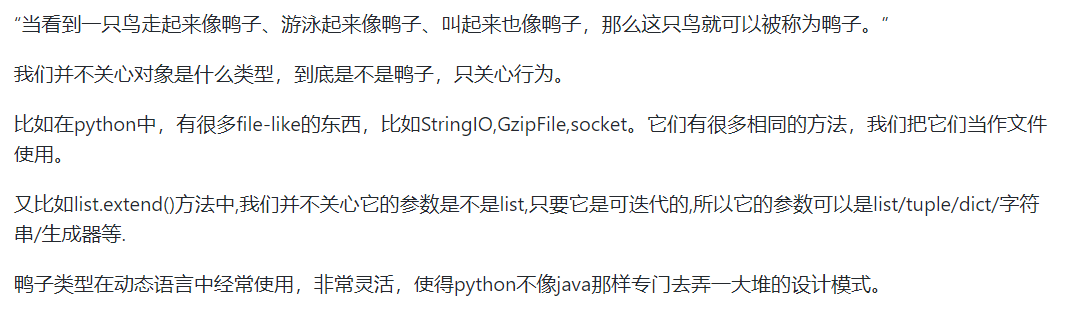 “当看到一只鸟走起来像鸭子、游泳起来像鸭子、叫起来也像鸭子，那么这只鸟就可以被称为鸭子。”
我们并不关心对象是什么类型，到底是不是鸭子，只关心行为。
比如在python中，有很多file-like的东西，比如StringIO,GzipFile,socket。它们有很多相同的方法，我们把它们当作文件
使用。
又比如list.extend()方法中,我们并不关心它的参数是不是list,只要它是可迭代的,所以它的参数可以是list/tuple/dict/字符
串/生成器等.
鸭子类型在动态语言中经常使用，非常灵活，使得python不像java那样专门去弄一大堆的设计模式。